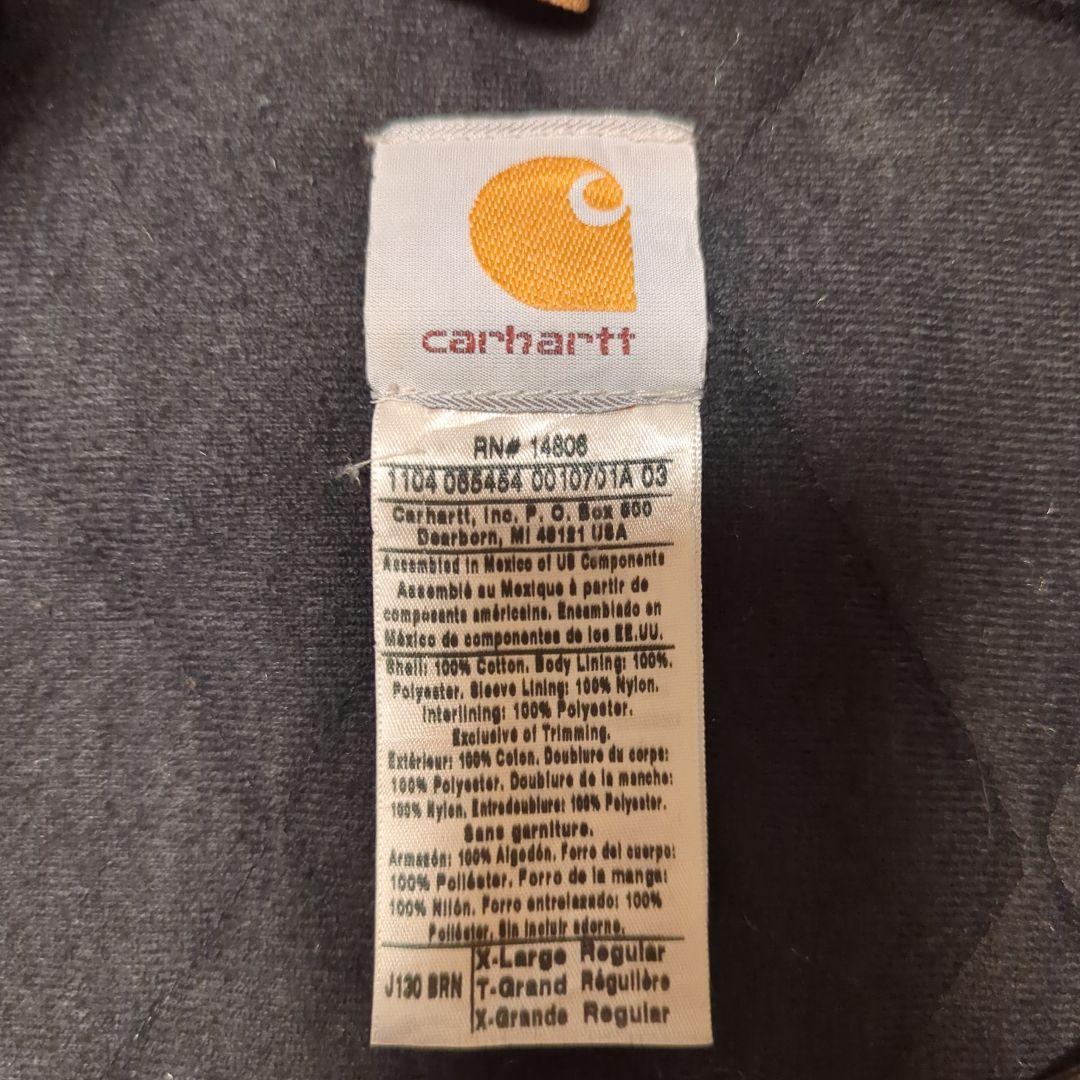 carhartt
RN# 14806
1104 065454 0010701A 03
Carhartt, Inc. P. O. Box 600
Dearborn, MI 48121 USA
Assembled in Mexico of US Components
Assemblé au Mexique à partir de
composants américains. Ensamblado en
México de componentes de los EE.UU.
Shell: 100% Cotton. Body Lining: 100%.
Polyester. Sleeve Lining: 100% Nylon.
Interlining: 100% Polyester.
Exclusive of Trimming.
Extérieur: 100% Coton. Doublure du corps:
100% Polyester. Doublure de la manche:
100% Nylon. Entredoublure: 100% Polyester.
Sans garniture.
Armazón: 100% Algodón. Forro del cuerpo:
100% Poliéster. Forro de la manga:
100% Nilón. Forro entrelazado: 100%
Poliéster. Sin incluir adorno.
J130 BRN
X-Large Regular
T-Grand Régulière
X-Grande Regular